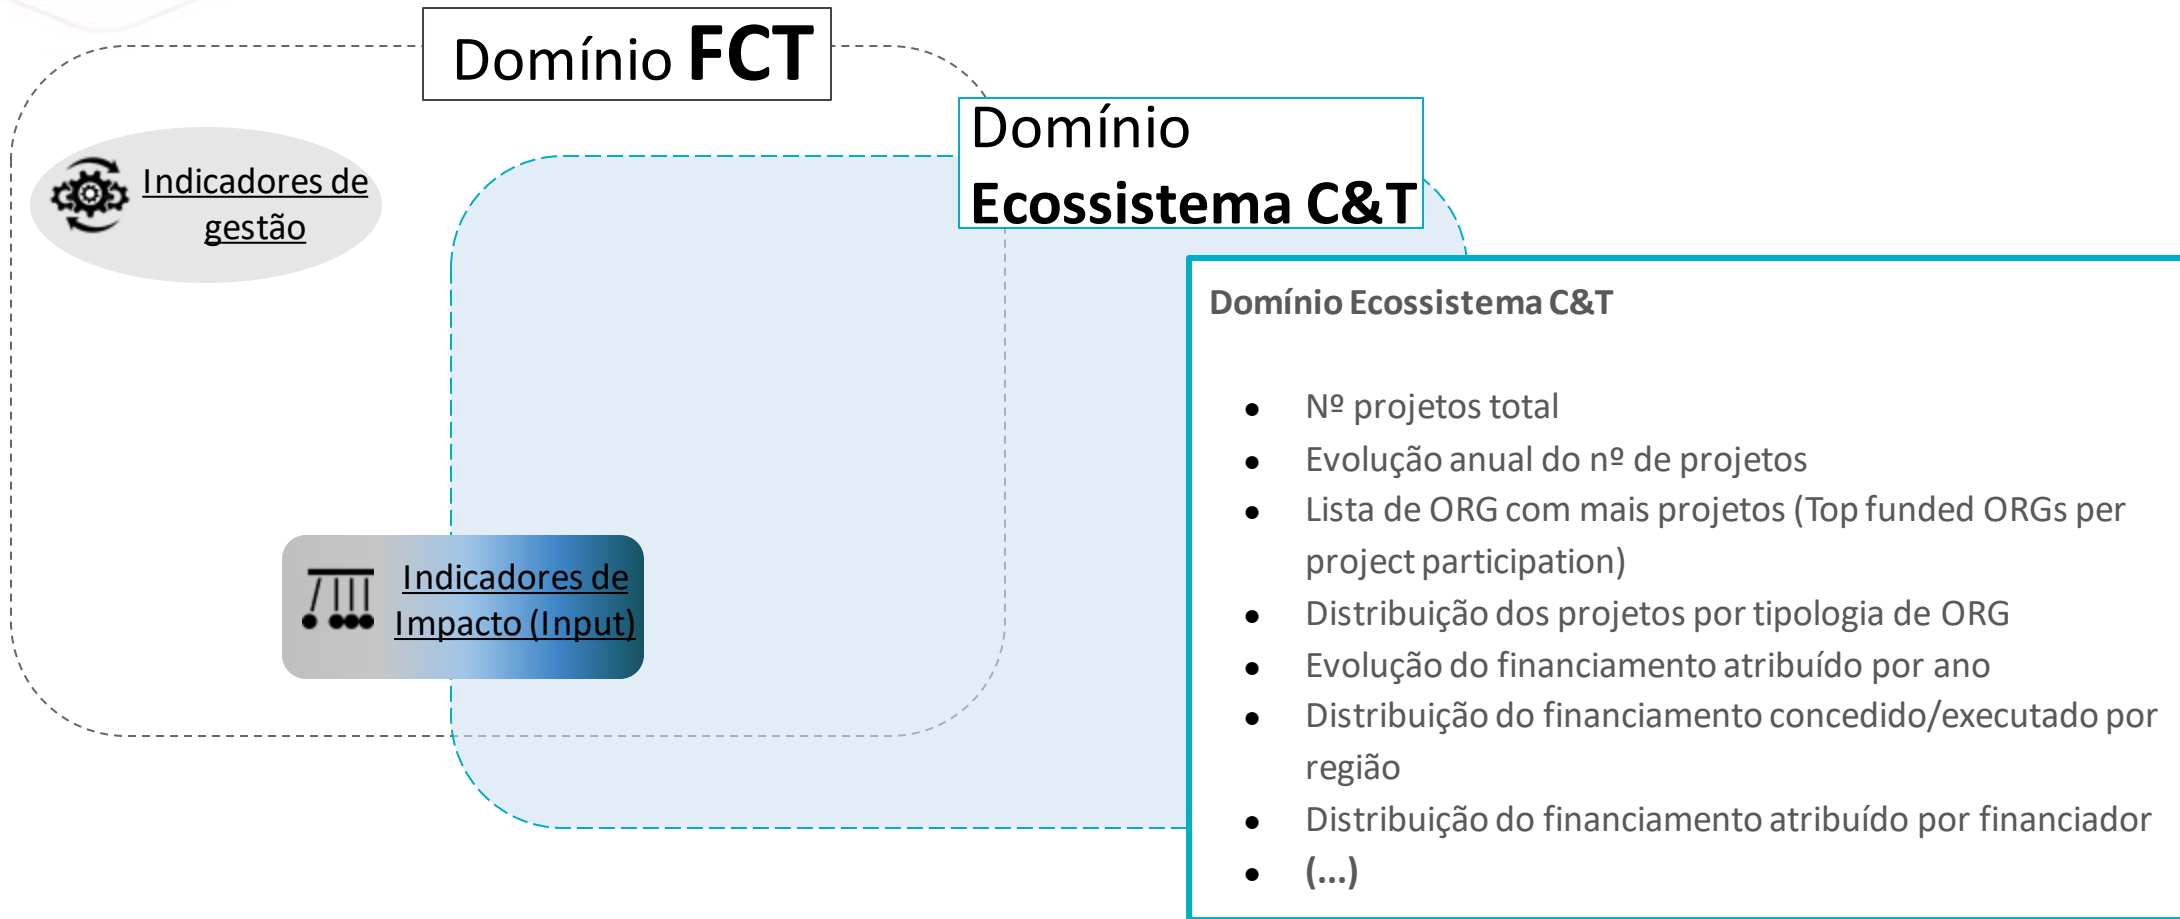 Domínio FCT
Domínio
Ecossistema C&T
Indicadores de
gestão
Indicadores de
Impacto (Input)
Domínio Ecossistema C&T
● Nº projetos total
● Evolução anual do nº de projetos
● Lista de ORG com mais projetos (Top funded ORGs per
project participation)
● Distribuição dos projetos por tipologia de ORG
● Evolução do financiamento atribuído por ano
● Distribuição do financiamento concedido/executado por
região
● Distribuição do financiamento atribuído por financiador
● (...)